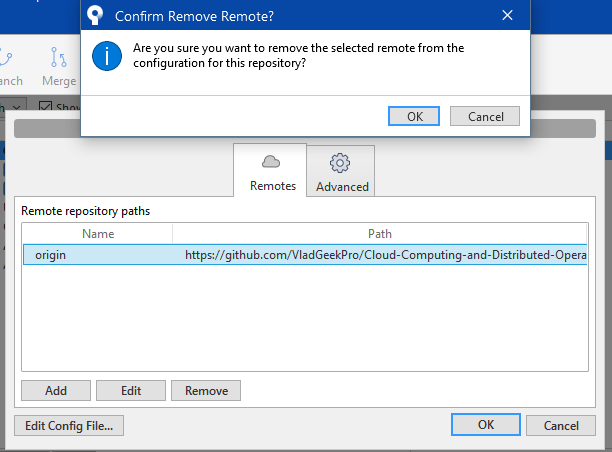 Confirm Remove Remote?
Are you sure you want to remove the selected remote from the
configuration for this repository?
OK Cancel
Merge
Remotes Advanced
Remote repository paths
Name Path
origin https://github.com/VladGeekPro/Cloud-Computing-and-Distributed-Opera
Add Edit Remove
Edit Config File... OK Cancel